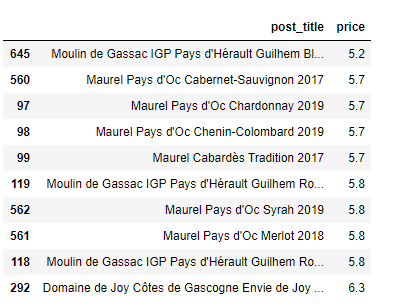 post_title price
645 Moulin de Gassac IGP Pays d'Hérault Guilhem Bl... 5.2
560 Maurel Pays d'Oc Cabernet-Sauvignon 2017 5.7
97 Maurel Pays d'Oc Chardonnay 2019 5.7
98 Maurel Pays d'Oc Chenin-Colombard 2019 5.7
99 Maurel Cabardès Tradition 2017 5.7
119 Moulin de Gassac IGP Pays d'Hérault Guilhem Ro... 5.8
562 Maurel Pays d'Oc Syrah 2019 5.8
561 Maurel Pays d'Oc Merlot 2018 5.8
118 Moulin de Gassac IGP Pays d'Hérault Guilhem Ro... 5.8
292 Domaine de Joy Côtes de Gascogne Envie de Joy ... 6.3